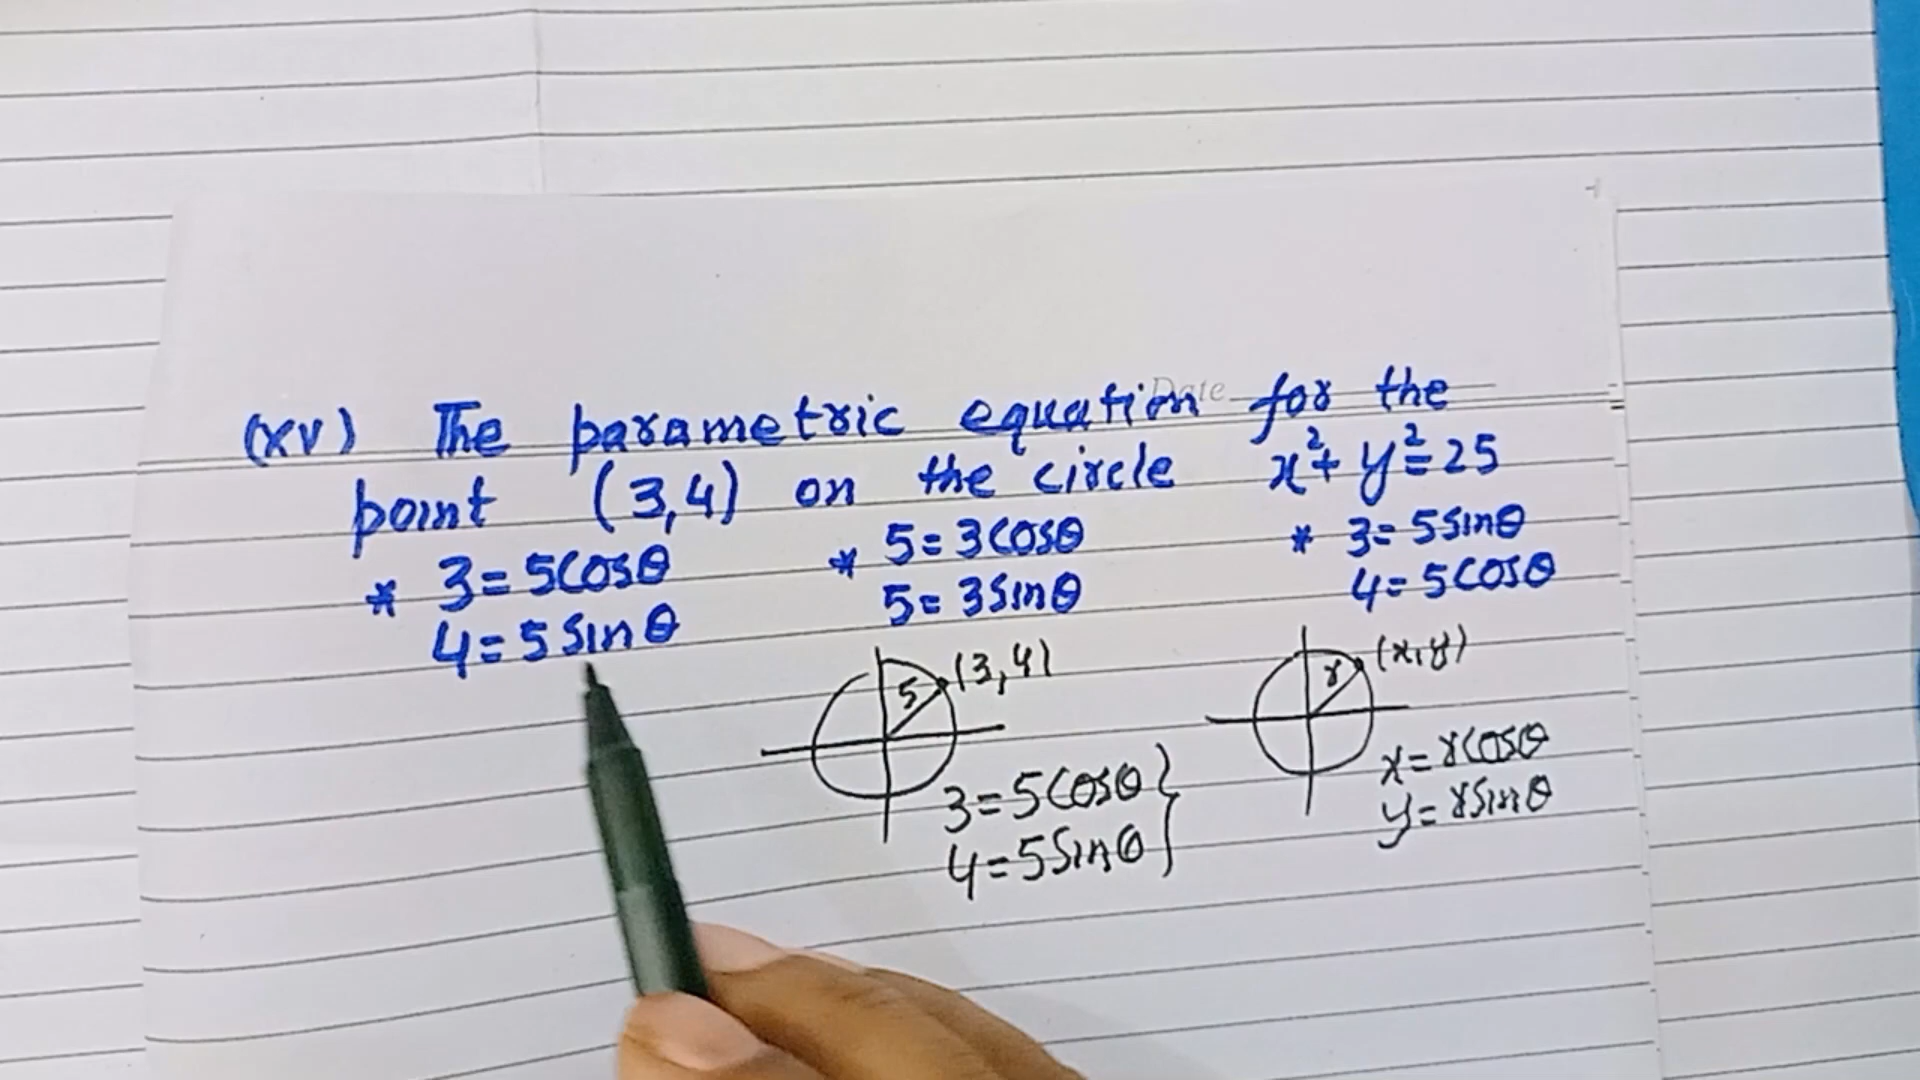 (xv) The parametric equation for the
Date
point (3,4) on the circle x²+ y²=25
* 3=5cosθ
4=5sinθ
* 5=3cosθ
5=3sinθ
* 3=5sinθ
4=5cosθ
5
(3,4)
3=5cosθ
4=5sinθ
r
(x,y)
x=rcosθ
y=rsinθ